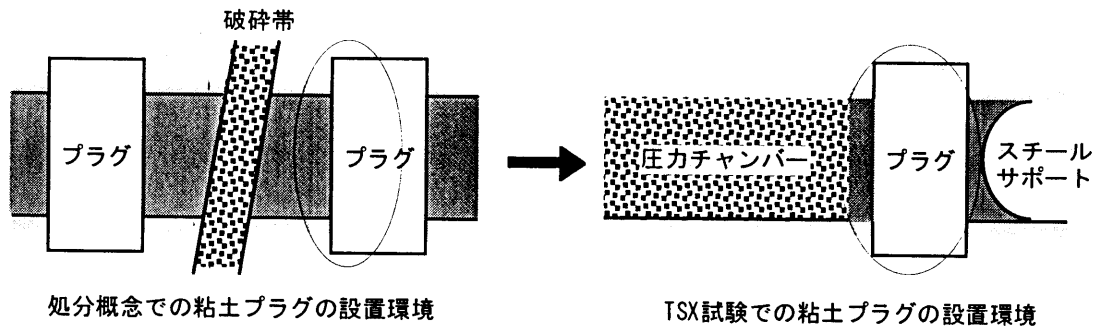 破砕帯
プラグ
プラグ
圧力チャンバー
プラグ
スチール
サポート
処分概念での粘土プラグの設置環境
TSX試験での粘土プラグの設置環境